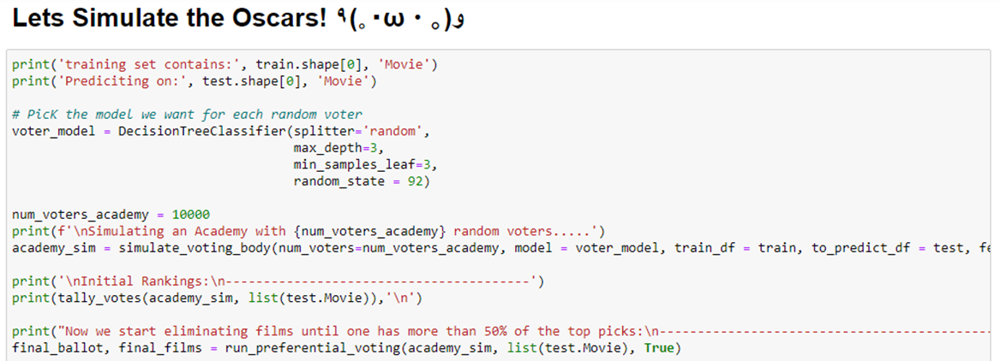 Lets Simulate the Oscars! ٩(｡･ω・｡)و
print('training set contains:', train.shape[0], 'Movie')
print('Prediciting on:', test.shape[0], 'Movie')
# PicK the model we want for each random voter
voter_model = DecisionTreeClassifier(splitter='random',
max_depth=3,
min_samples_leaf=3,
random_state = 92)
num_voters_academy = 10000
print(f'\nSimulating an Academy with {num_voters_academy} random voters.....')
academy_sim = simulate_voting_body(num_voters=num_voters_academy, model = voter_model, train_df = train, to_predict_df = test, fe
print('\nInitial Rankings:\n----------------------------------------')
print(tally_votes(academy_sim, list(test.Movie)),'\n')
print("Now we start eliminating films until one has more than 50% of the top picks:\n--------------------------------------------
final_ballot, final_films = run_preferential_voting(academy_sim, list(test.Movie), True)